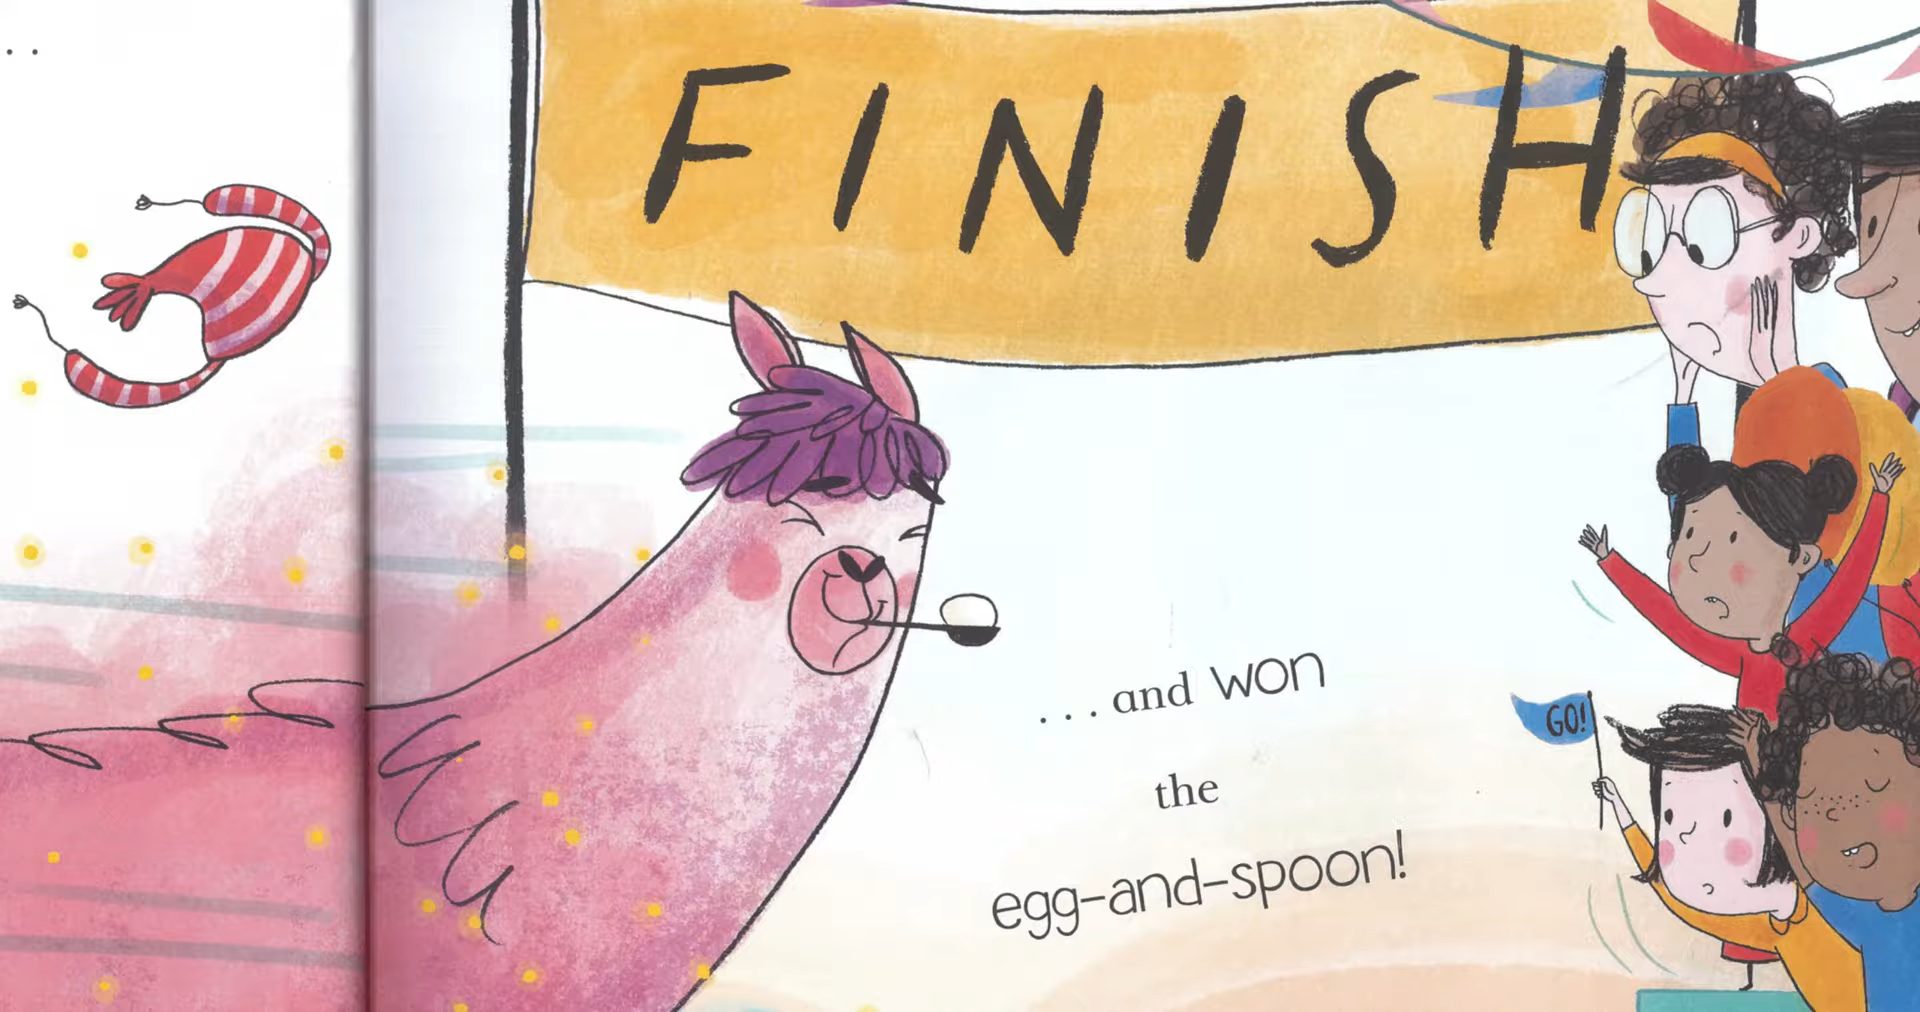 . .
FINISH
GO!
. . . and won
the
egg-and-spoon!